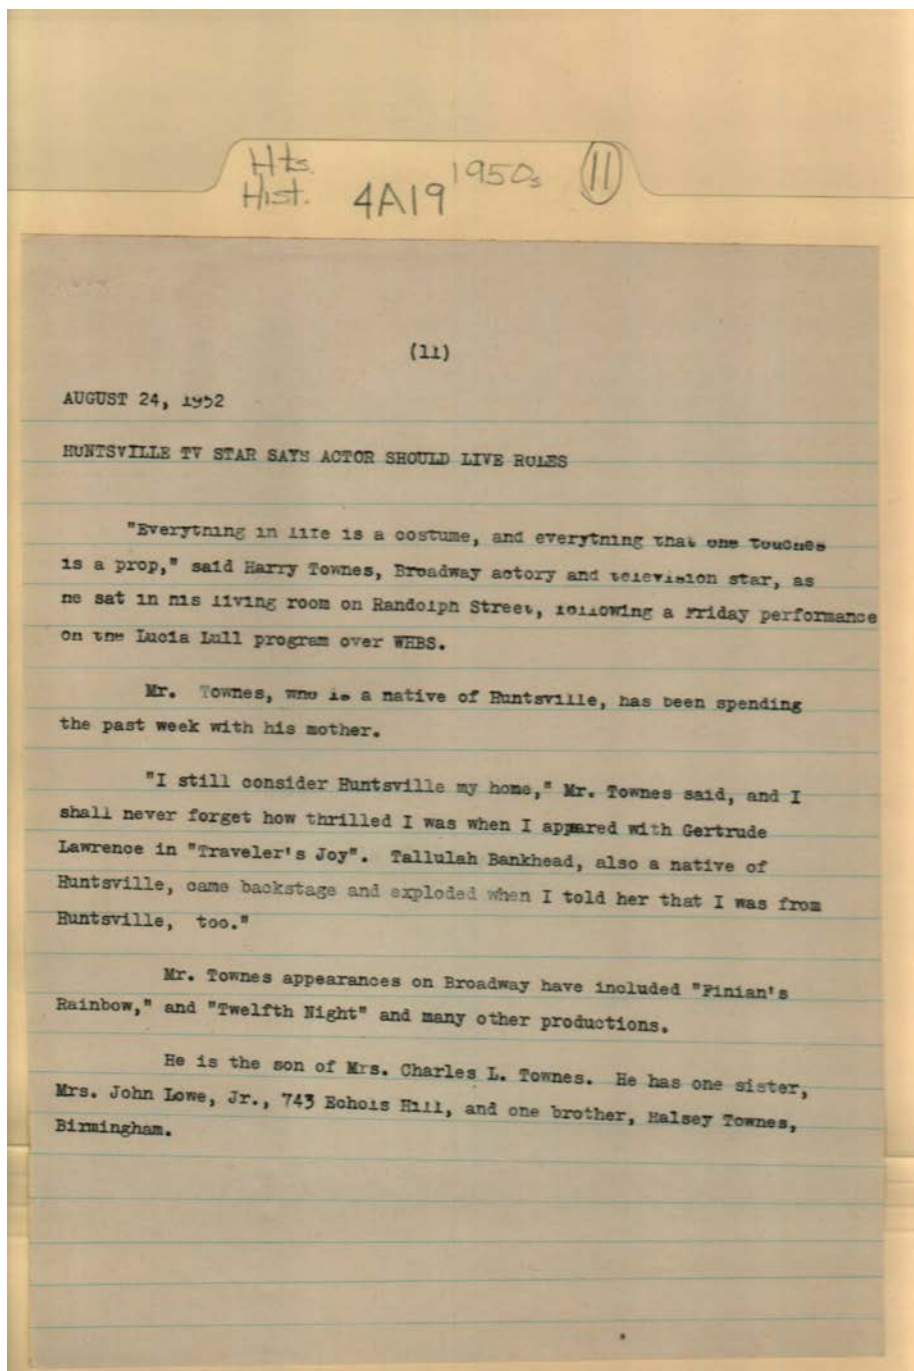 Hts. 1950s (11)
Hist. 4A19
(11)
AUGUST 24, 1952
HUNTSVILLE TV STAR SAYS ACTOR SHOULD LIVE ROLES
"Everything in life is a costume, and everything that one touches
is a prop," said Harry Townes, Broadway actory and television star, as
he sat in his living room on Randolph Street, following a Friday performance
on the Lucia Lull program over WHBS.
Mr. Townes, who is a native of Huntsville, has been spending
the past week with his mother.
"I still consider Huntsville my home," Mr. Townes said, and I
shall never forget how thrilled I was when I appared with Gertrude
Lawrence in "Traveler's Joy". Tallulah Bankhead, also a native of
Huntsville, came backstage and exploded when I told her that I was from
Huntsville, too."
Mr. Townes appearances on Broadway have included "Finian's
Rainbow," and "Twelfth Night" and many other productions.
He is the son of Mrs. Charles L. Townes. He has one sister,
Mrs. John Lowe, Jr., 743 Echols Hill, and one brother, Halsey Townes,
Birmingham.